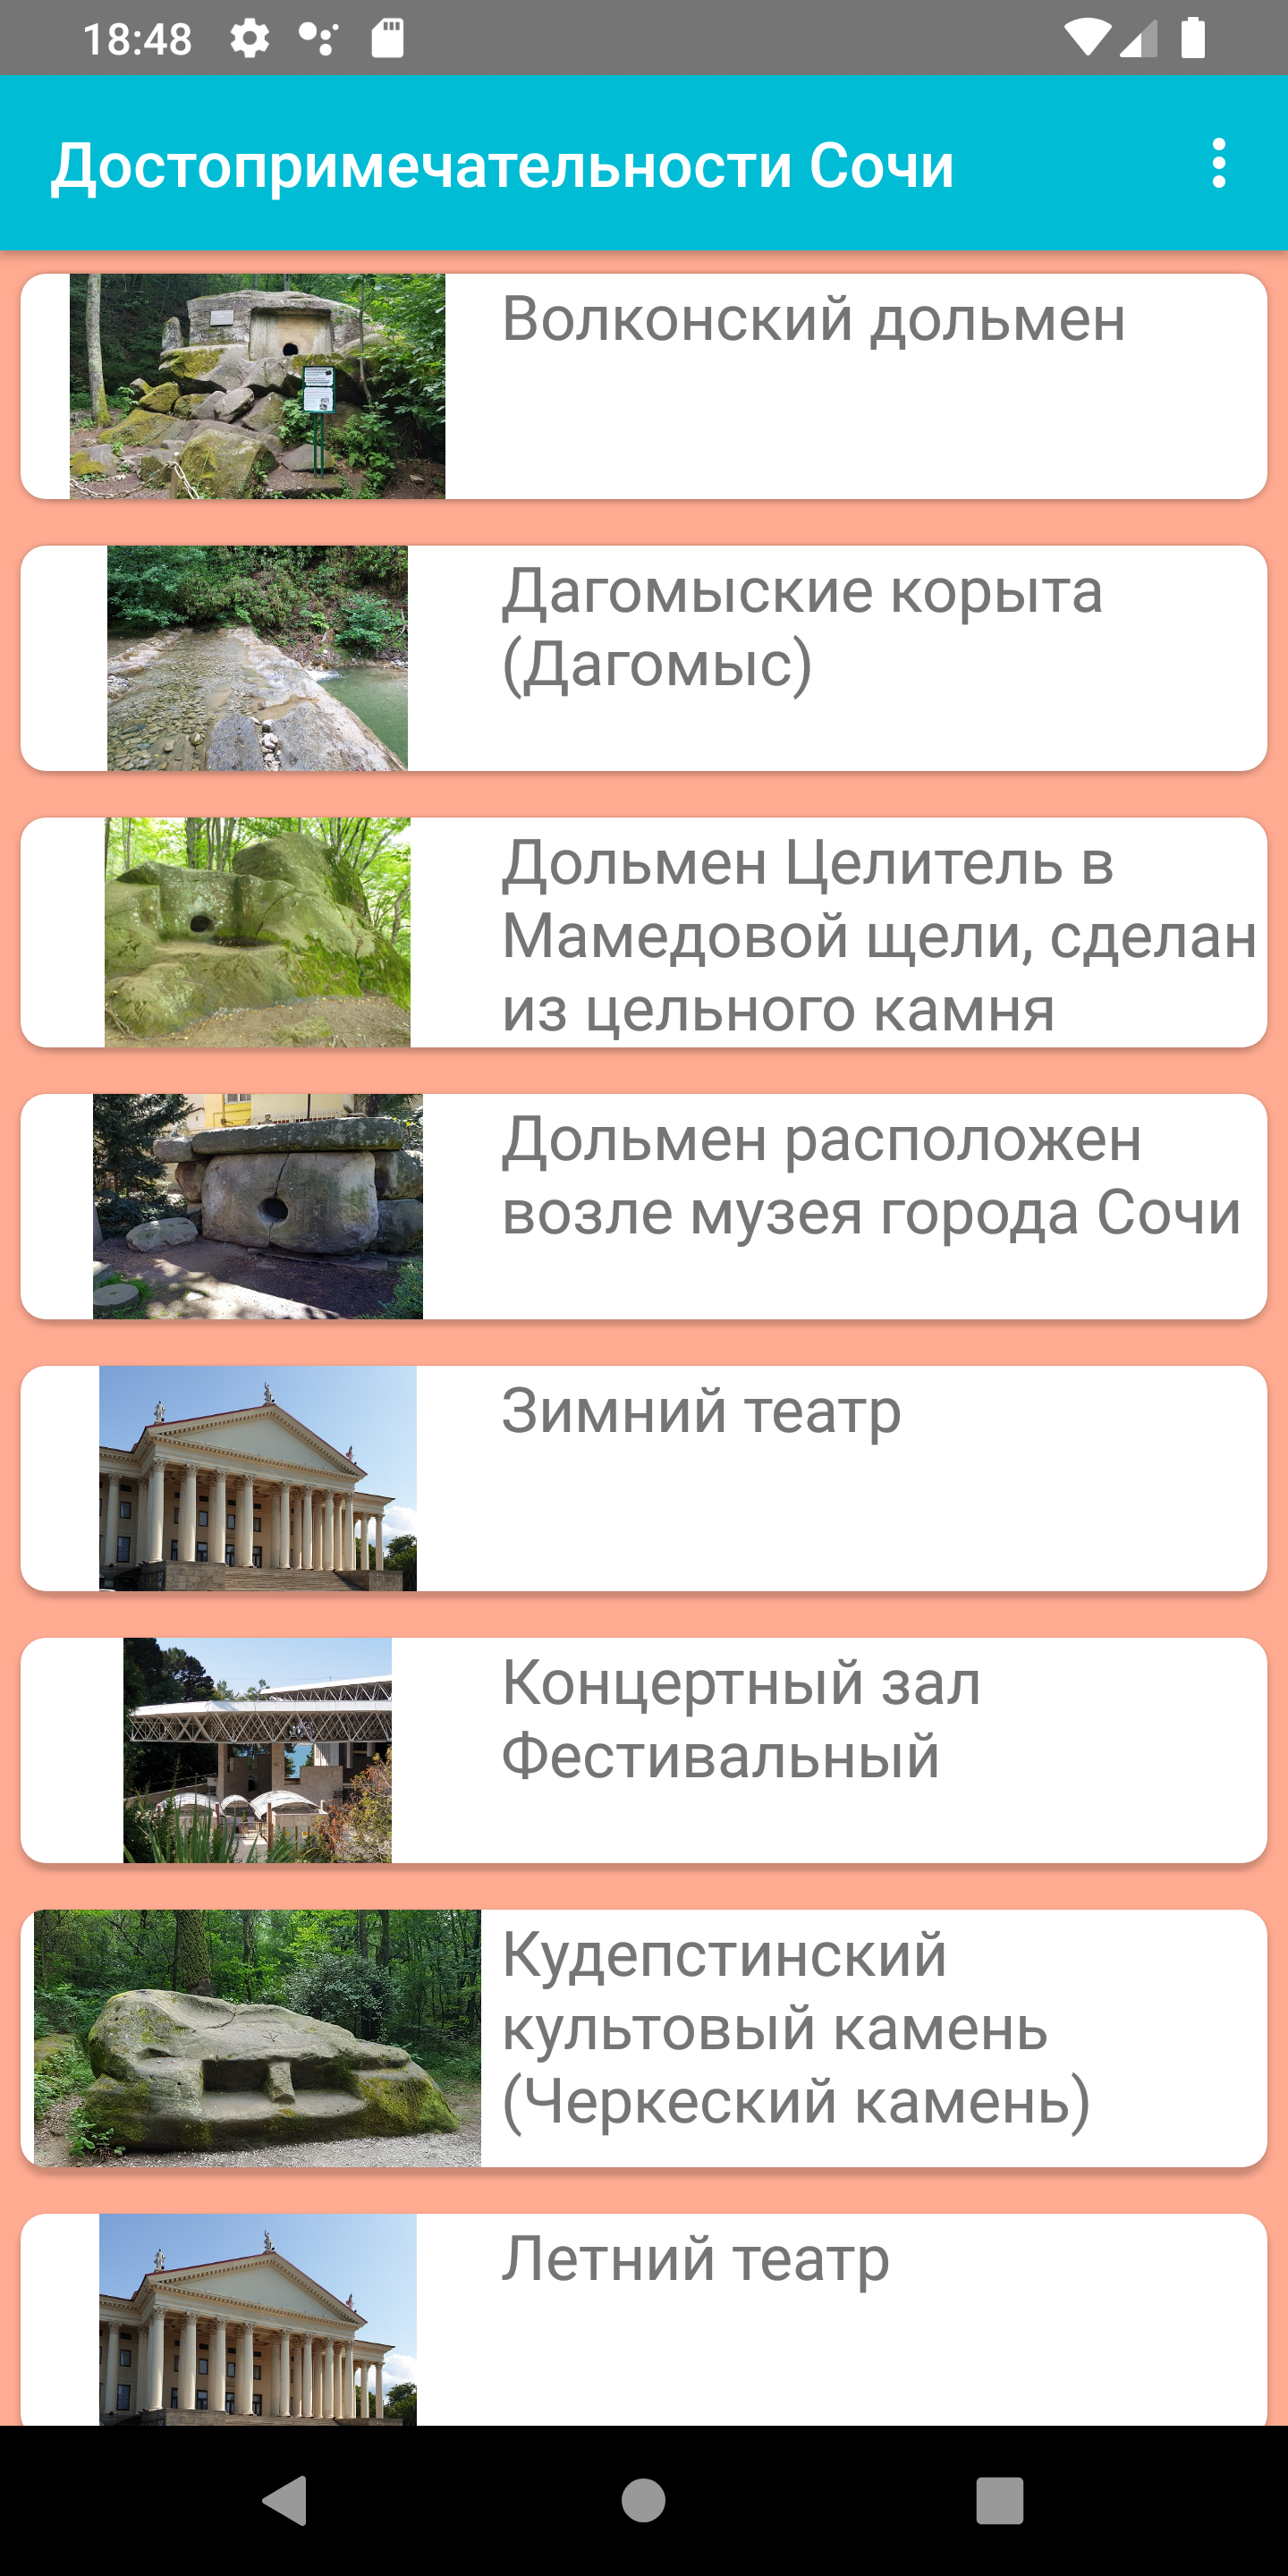 18:48
Достопримечательности Сочи
Волконский дольмен
Дагомыские корыта
(Дагомыс)
Дольмен Целитель в
Мамедовой щели, сделан
из цельного камня
Дольмен расположен
возле музея города Сочи
Зимний театр
Концертный зал
Фестивальный
Кудепстинский
культовый камень
(Черкеский камень)
Летний театр